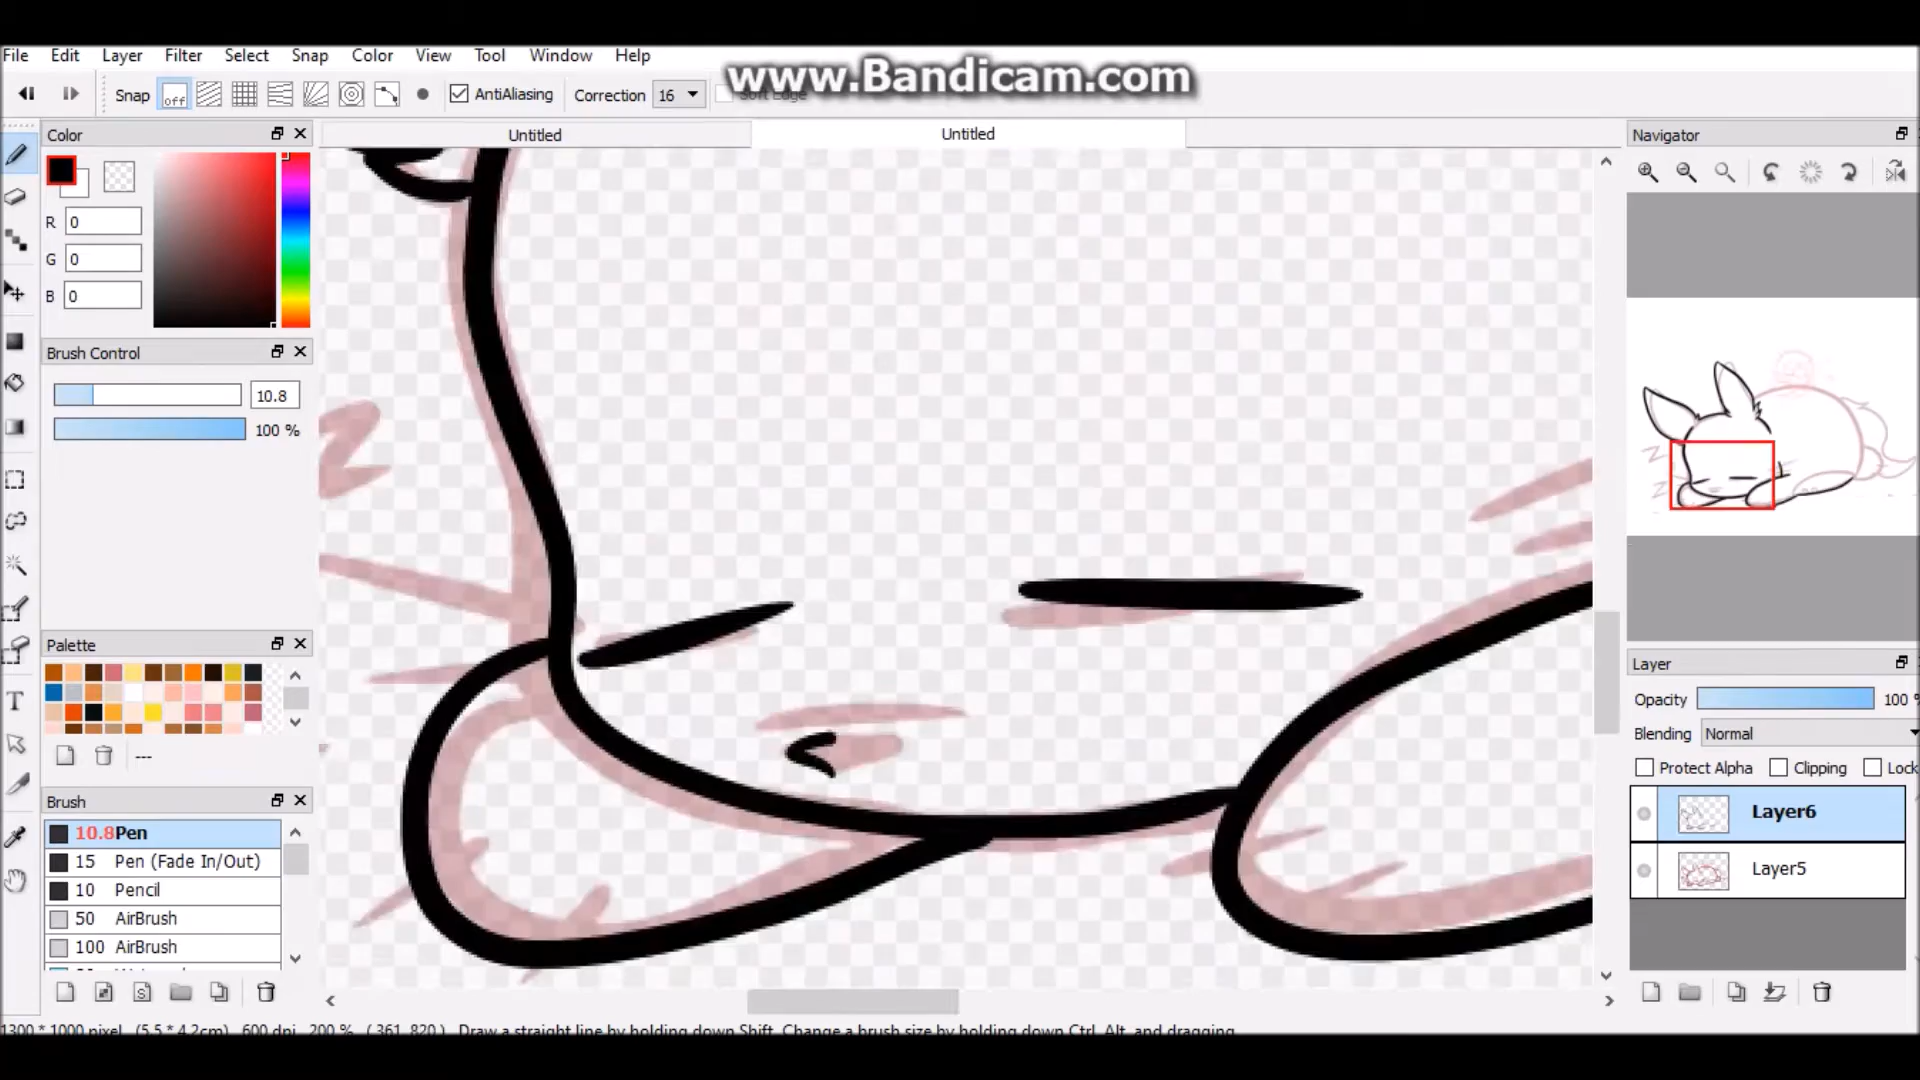 File Edit Layer Filter Select Snap Color View Tool Window Help
www.Bandicam.com
Snap off AntiAliasing Correction 16 Soft Edge
Color
Untitled
Untitled
Navigator
R 0
G 0
B 0
Brush Control
10.8
100 %
Palette
---
Brush
10.8 Pen
15 Pen (Fade In/Out)
10 Pencil
50 AirBrush
100 AirBrush
Layer
Opacity 100
Blending Normal
Protect Alpha Clipping Lock
Layer6
Layer5
1300 * 1000 pixel (5.5 * 4.2cm) 600 dpi 200 % ( 361, 820) Draw a straight line by holding down Shift, Change a brush size by holding down Ctrl, Alt, and dragging